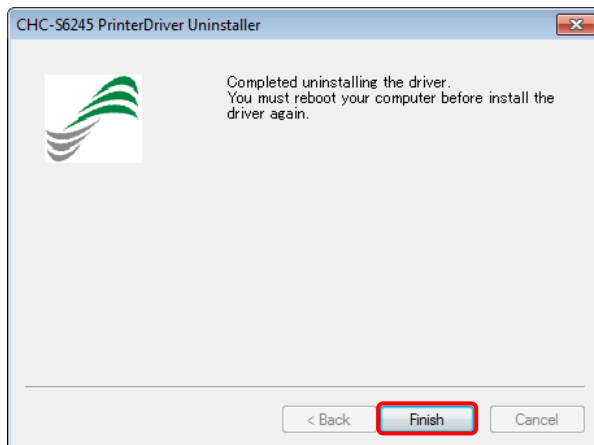 CHC-S6245 PrinterDriver Uninstaller
Completed uninstalling the driver.
You must reboot your computer before install the
driver again.
< Back
Finish
Cancel